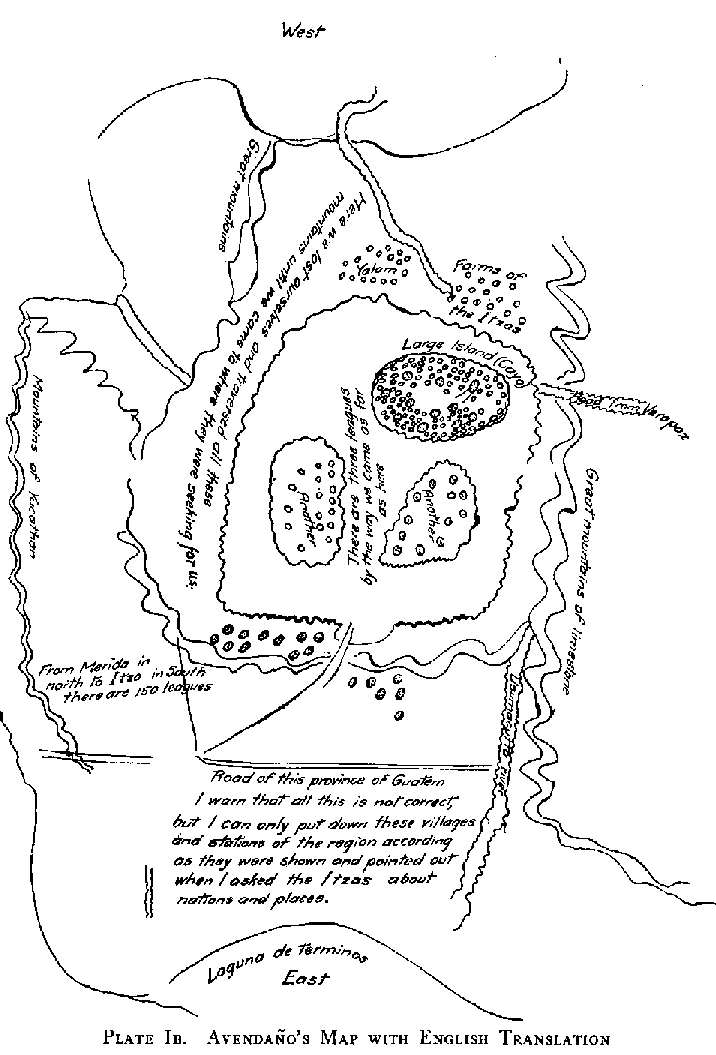 West
Great mountains
Here we lost ourselves and traversed all these
mountains until we came to where they were seeking for us.
Yalam
Farms of
the Itzas
Large Island (Cayo)
Road from Verapaz
Mountains of Yucathan
There are three leagues
by the way we came as far
as here
Another
Another
Great mountains of limestone
From Merida in
north to Itza in South
there are 150 leagues
River
Road of this province of Guatem
I warn that all this is not correct,
but I can only put down these villages
and stations of the region according
as they were shown and pointed out
when I asked the Itzas about
nations and places.
Laguna de Terminos
East
PLATE IB. AVENDAÑO'S MAP WITH ENGLISH TRANSLATION